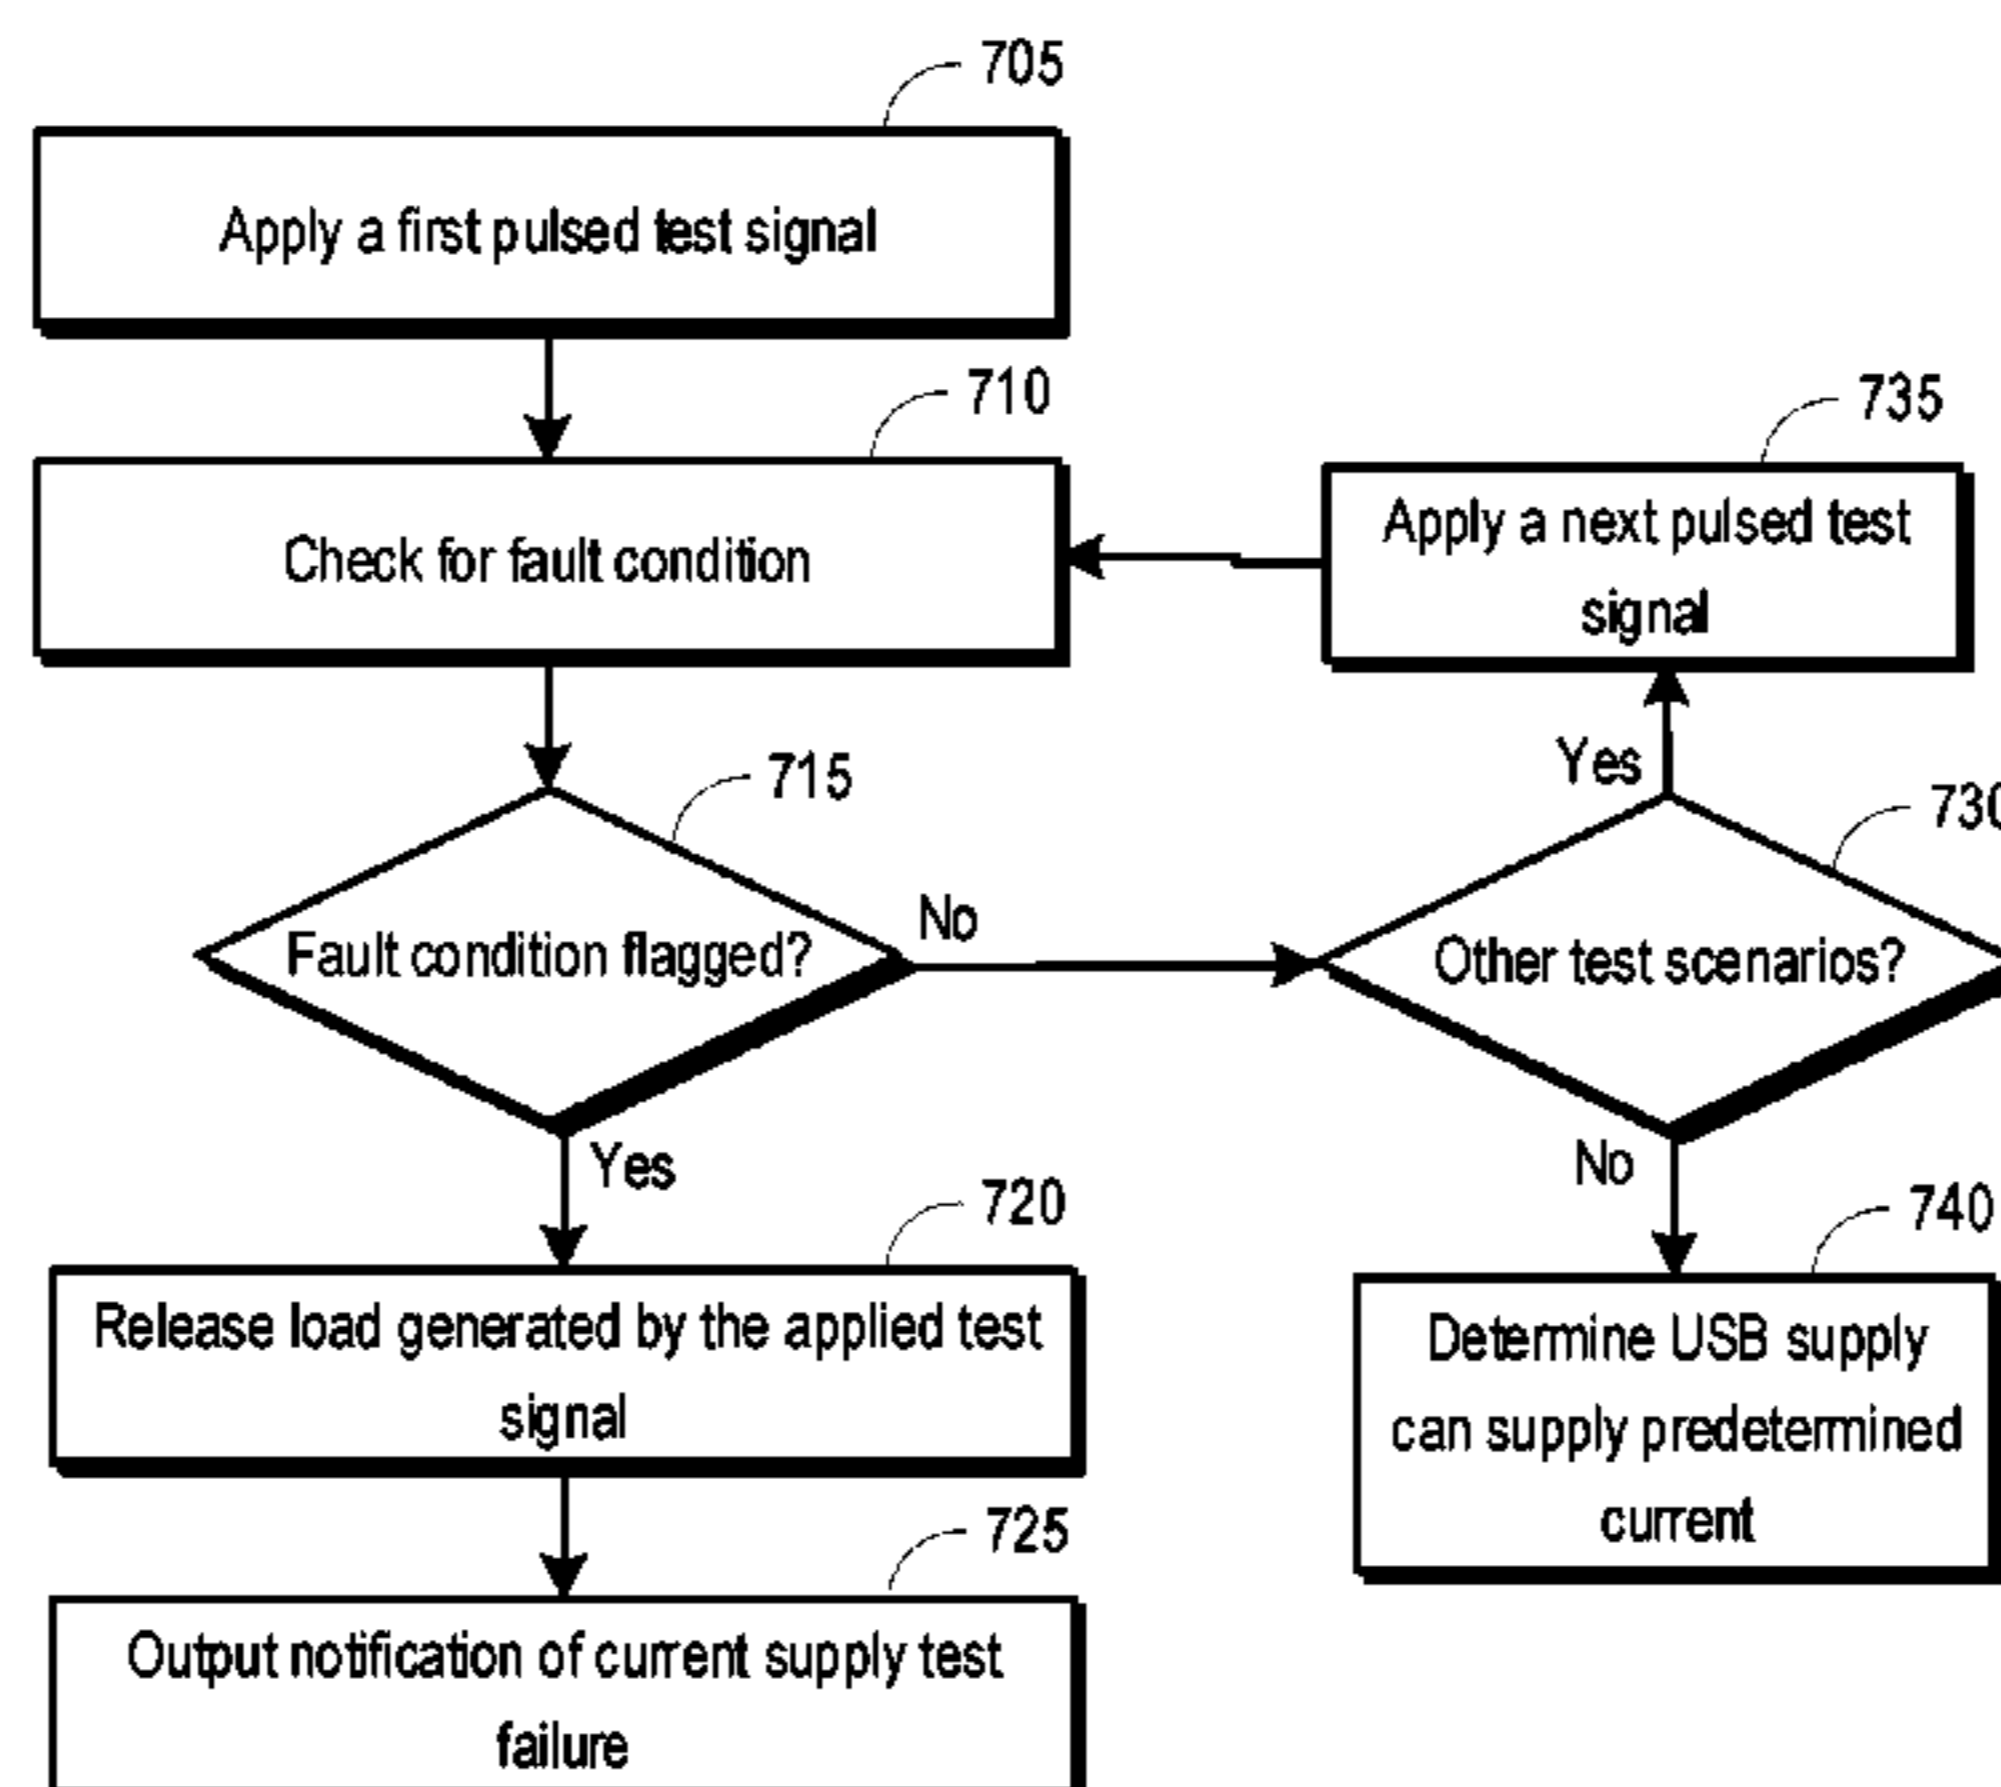 705
Apply a first pulsed test signal
710
Check for fault condition
735
Apply a next pulsed test
signal
715
Fault condition flagged?
No
Yes
730
Other test scenarios?
Yes
No
720
Release load generated by the applied test
signal
725
Output notification of current supply test
failure
740
Determine USB supply
can supply predetermined
current